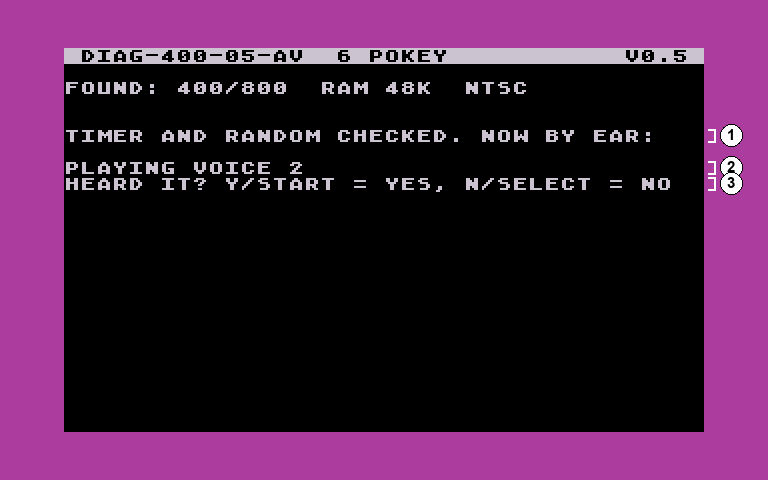 DIAG-400-05-AV 6 POKEY V0.5
FOUND: 400/800 RAM 48K NTSC
TIMER AND RANDOM CHECKED. NOW BY EAR: 1
PLAYING VOICE 2 2
HEARD IT? Y/START = YES, N/SELECT = NO 3